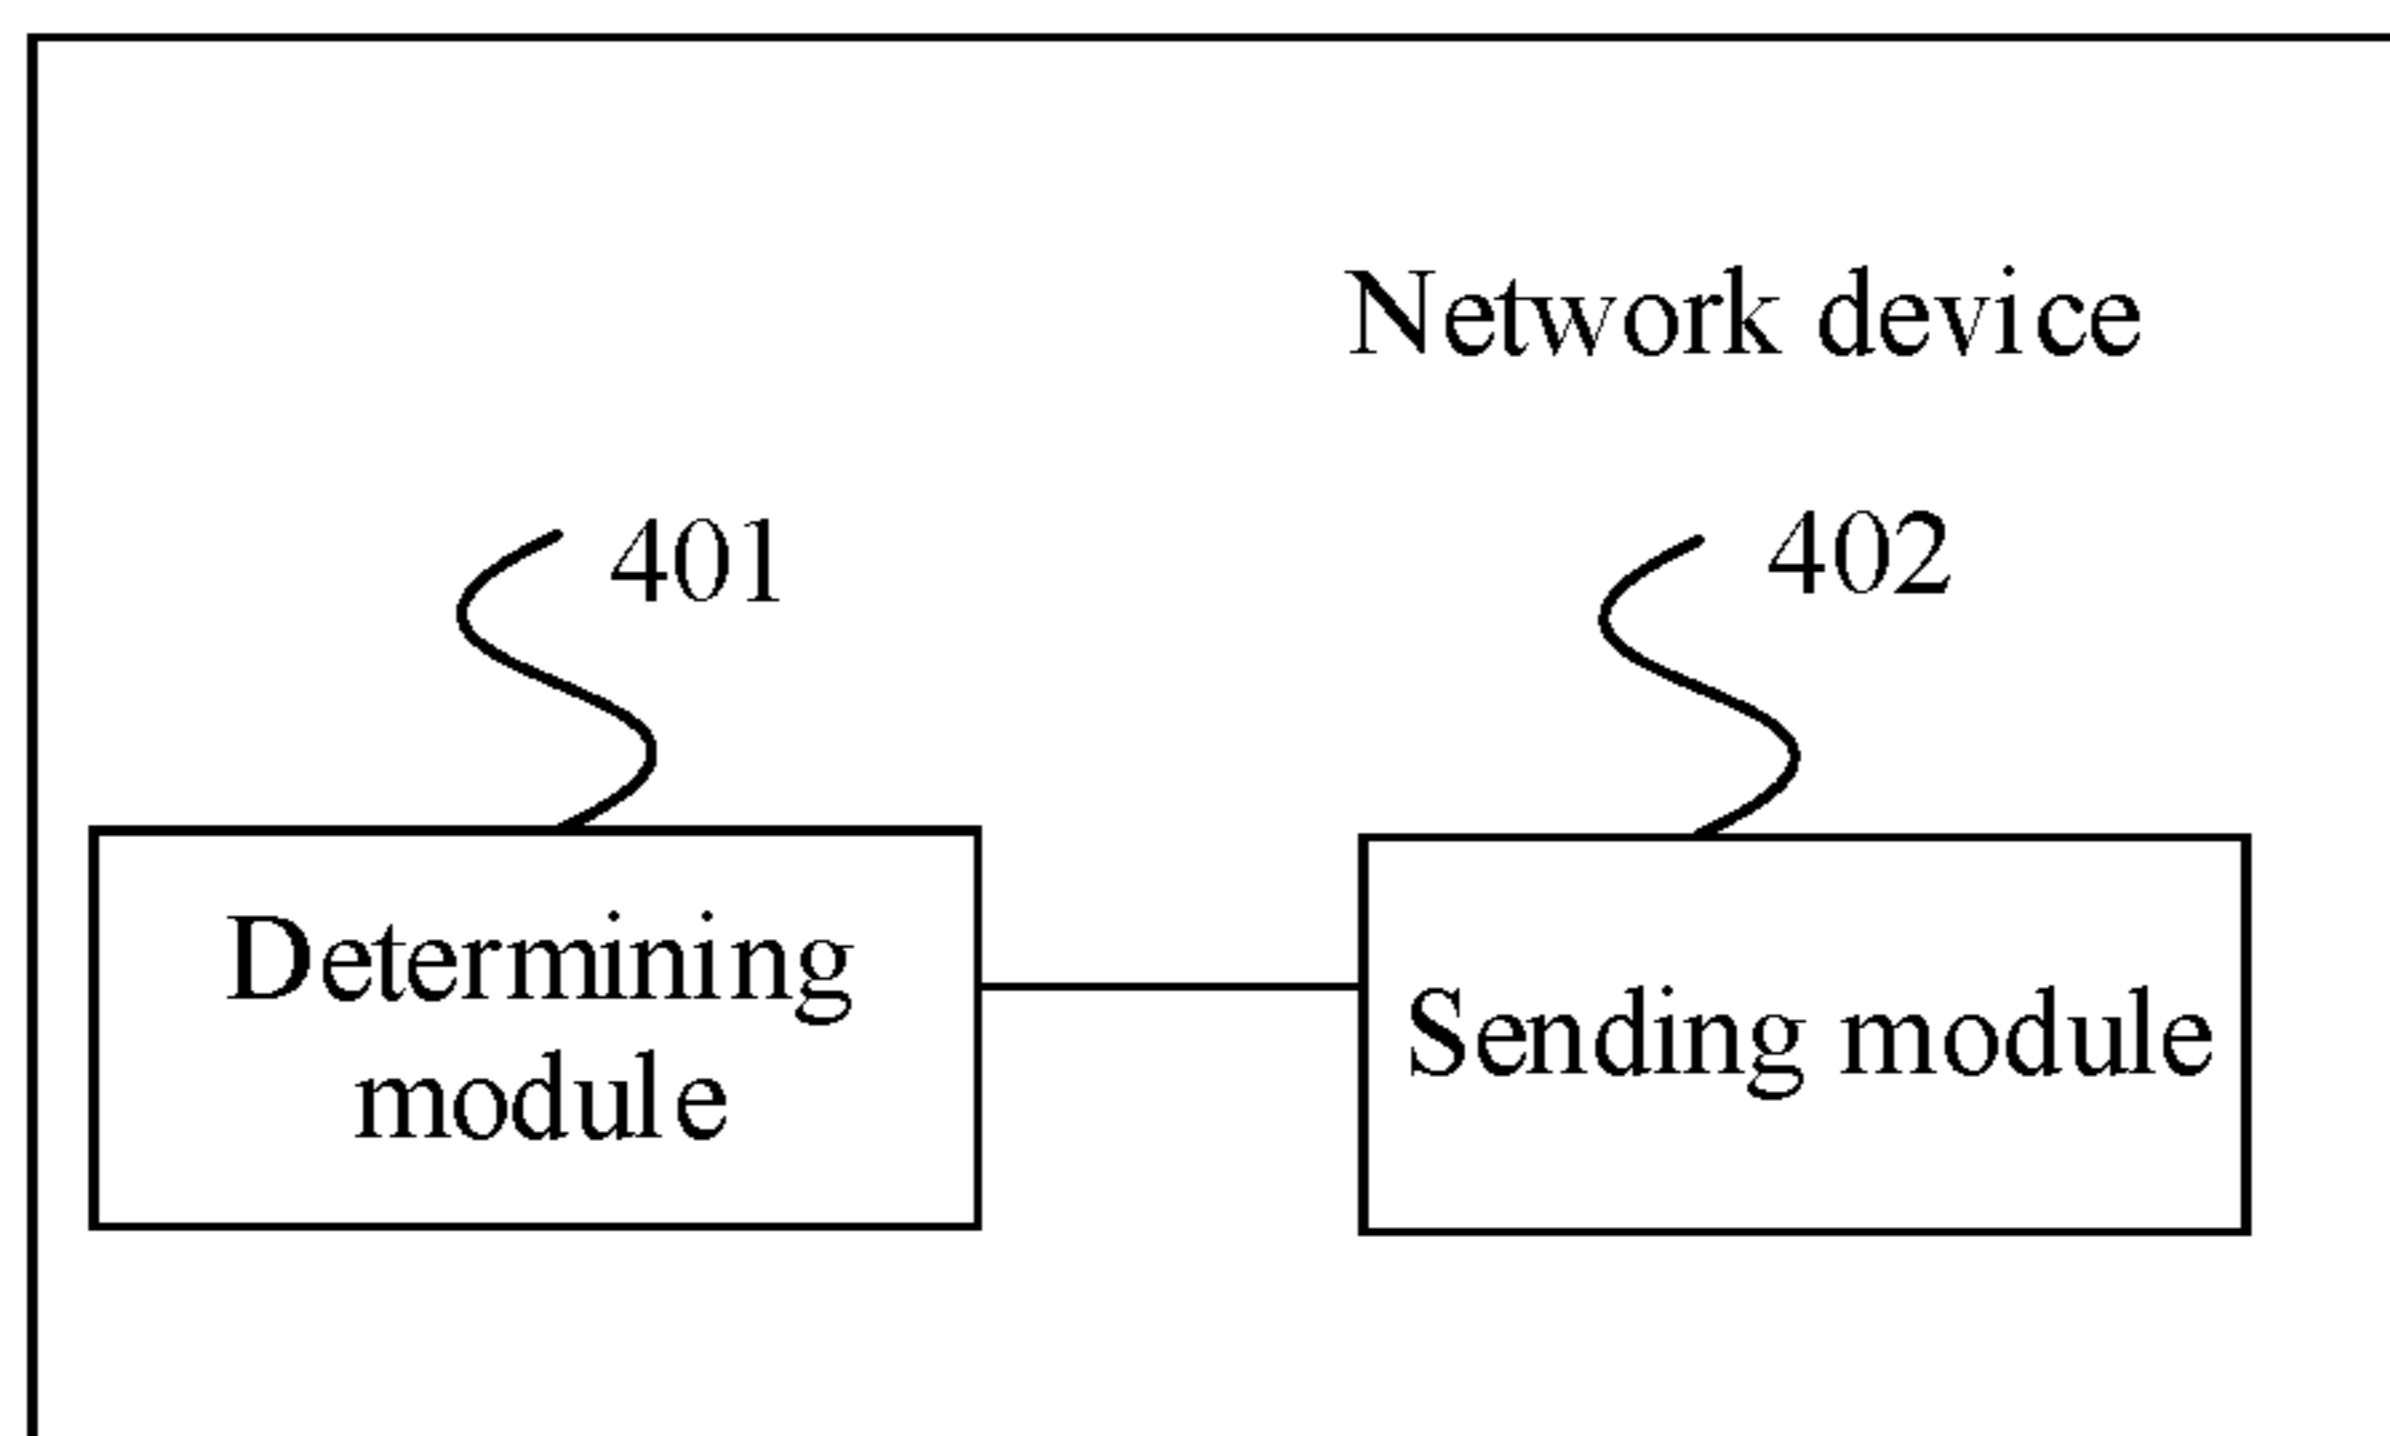 Network device
401
402
Determining
module
Sending module